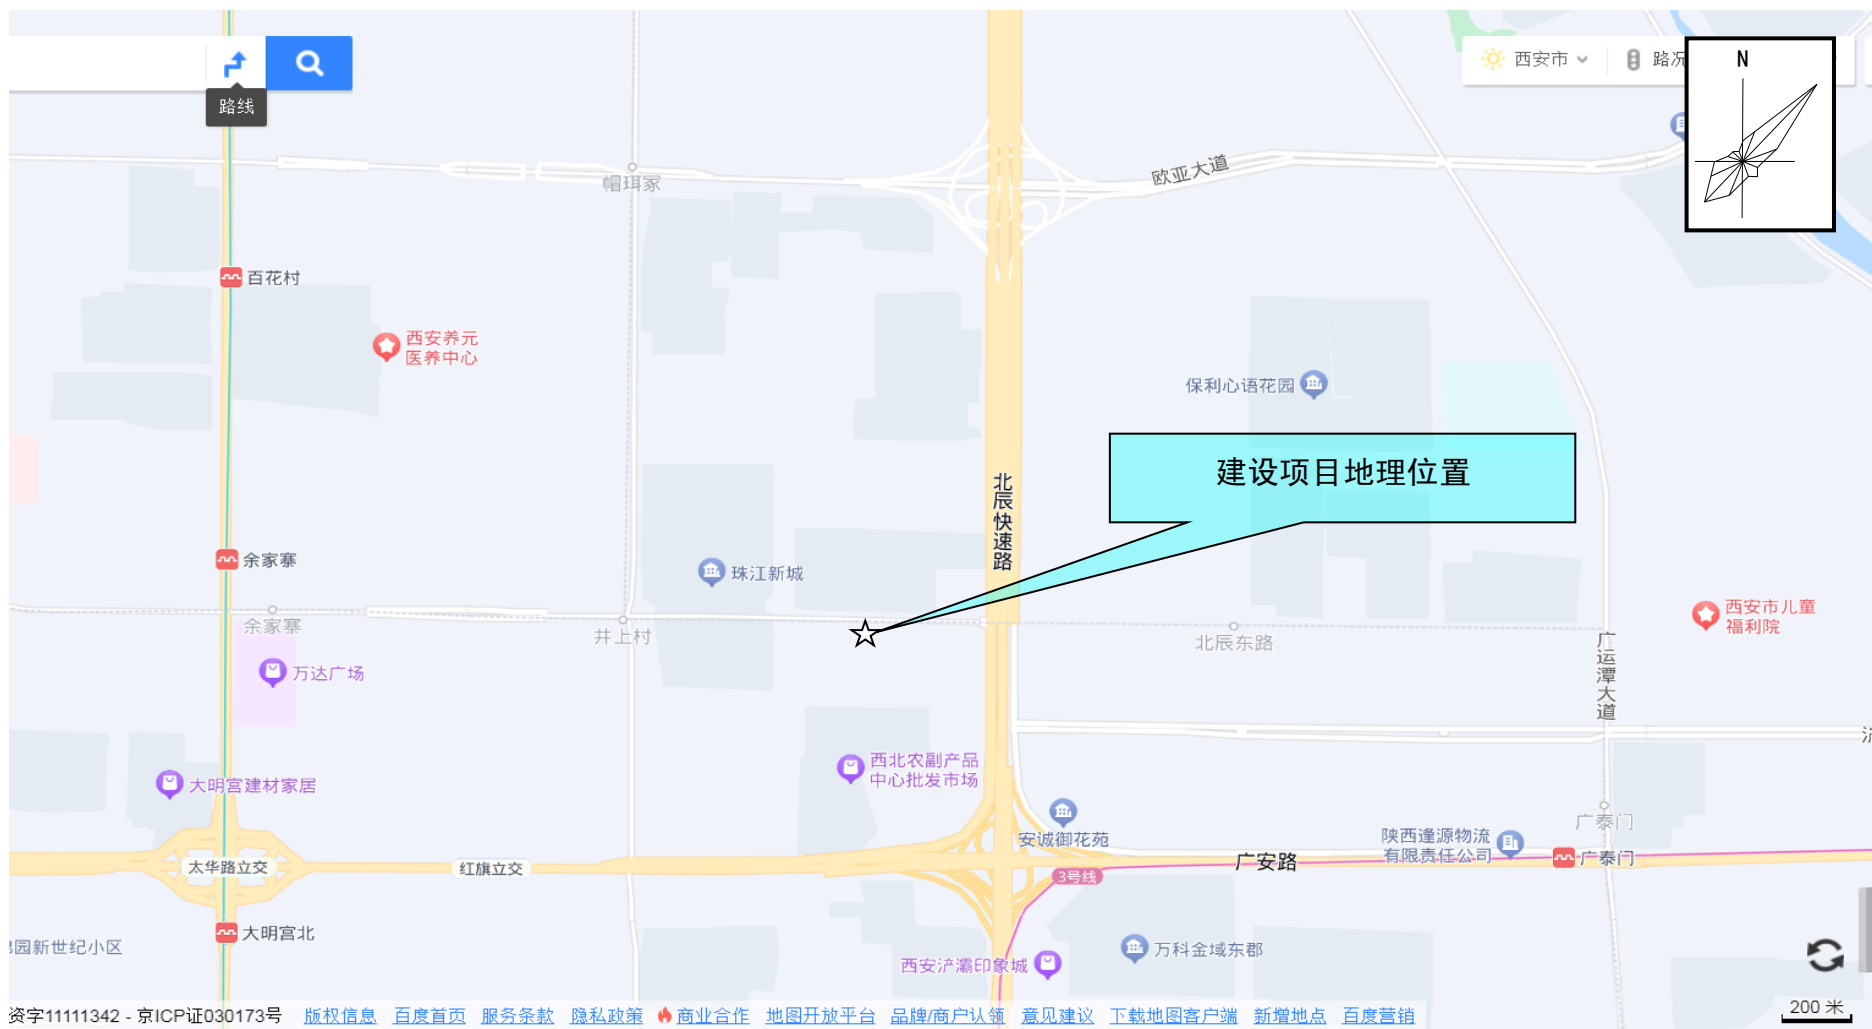 路线
西安市
路况
N
欧亚大道
帽珥冢
百花村
西安养元
医养中心
保利心语花园
建设项目地理位置
北辰快速路
余家寨
珠江新城
余家寨
井上村
北辰东路
西安市儿童
福利院
广运潭大道
万达广场
西北农副产品
中心批发市场
大明宫建材家居
安诚御花苑
陕西逢源物流
有限责任公司
广泰门
广泰门
太华路立交
红旗立交
广安路
3号线
大明宫北
园新世纪小区
万科金域东郡
西安浐灞印象城
200 米
资字11111342 - 京ICP证030173号 版权信息 百度首页 服务条款 隐私政策 商业合作 地图开放平台 品牌/商户认领 意见建议 下载地图客户端 新增地点 百度营销